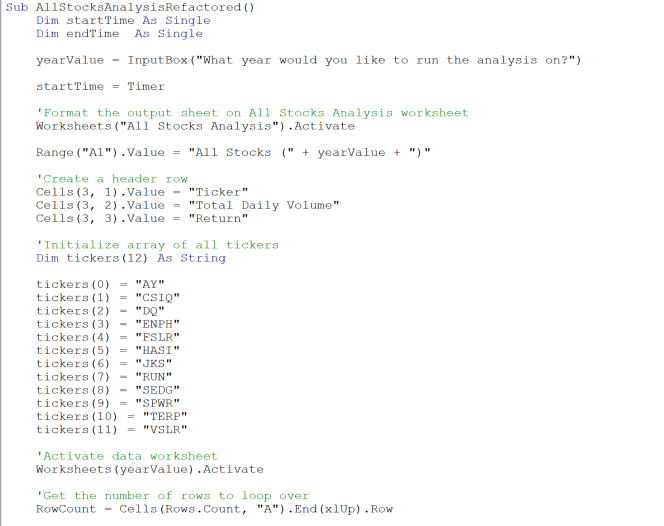 Sub AllStocksAnalysisRefactored()
Dim startTime As Single
Dim endTime  As Single
yearValue = InputBox("What year would you like to run the analysis on?")
startTime = Timer
'Format the output sheet on All Stocks Analysis worksheet
Worksheets("All Stocks Analysis").Activate
Range("A1").Value = "All Stocks (" + yearValue + ")"
'Create a header row
Cells(3, 1).Value = "Ticker"
Cells(3, 2).Value = "Total Daily Volume"
Cells(3, 3).Value = "Return"
'Initialize array of all tickers
Dim tickers(12) As String
tickers(0) = "AY"
tickers(1) = "CSIQ"
tickers(2) = "DQ"
tickers(3) = "ENPH"
tickers(4) = "FSLR"
tickers(5) = "HASI"
tickers(6) = "JKS"
tickers(7) = "RUN"
tickers(8) = "SEDG"
tickers(9) = "SPWR"
tickers(10) = "TERP"
tickers(11) = "VSLR"
'Activate data worksheet
Worksheets(yearValue).Activate
'Get the number of rows to loop over
RowCount = Cells(Rows.Count, "A").End(xlUp).Row